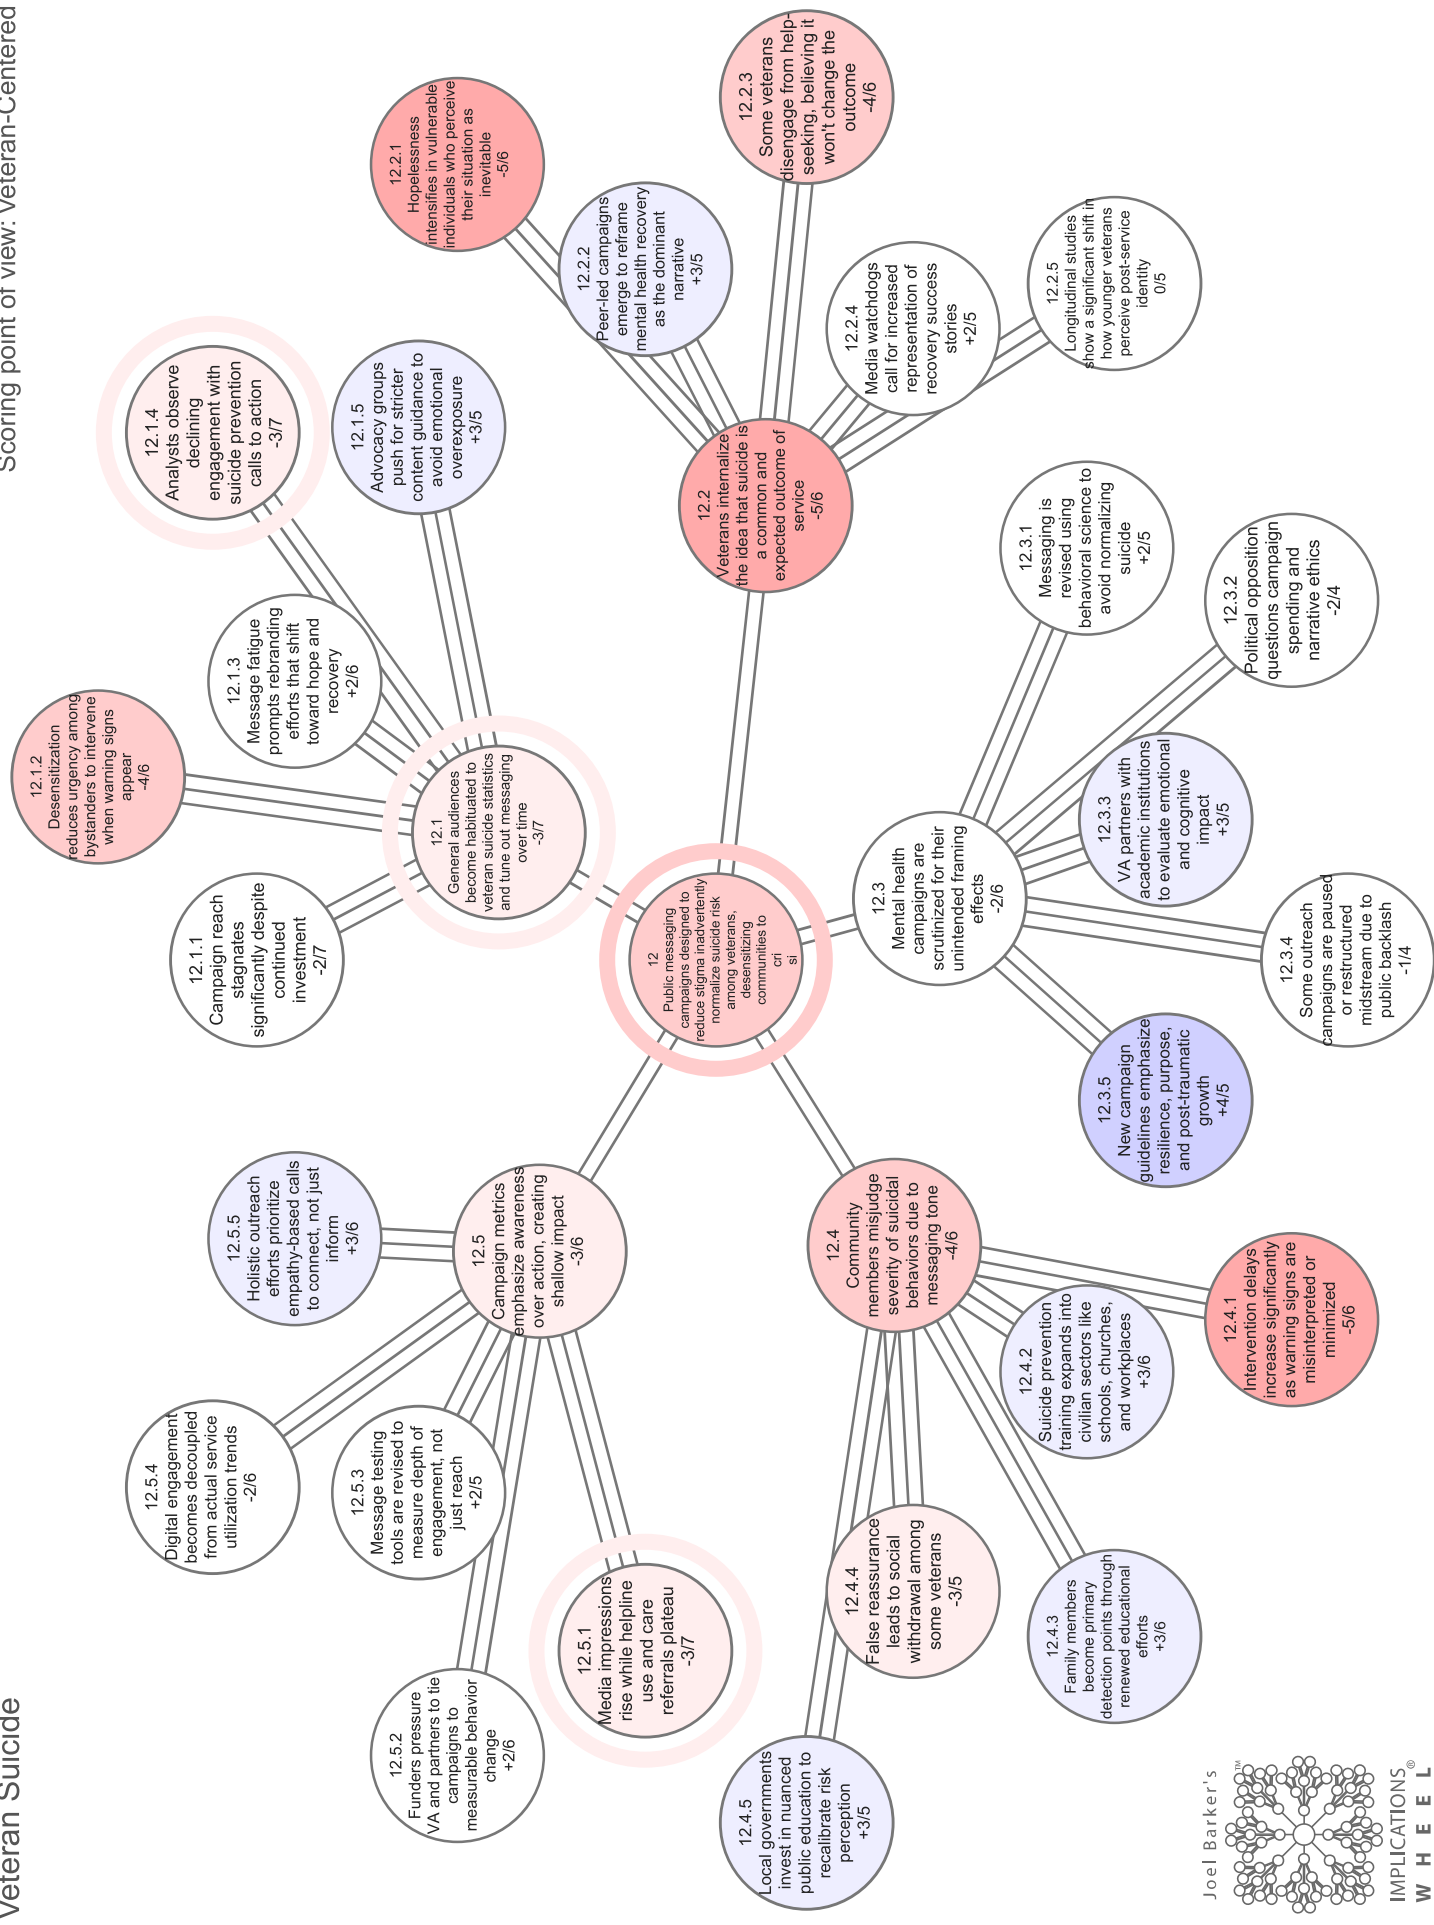 Veteran Suicide
Scoring point of view: Veteran-Centered
12
Public messaging
campaigns designed to
reduce stigma inadvertently
normalize suicide risk
among veterans,
desensitizing
communities to
cri
si
12.1
General audiences
become habituated to
veteran suicide statistics
and tune out messaging
over time
-3/7
12.1.1
Campaign reach
stagnates
significantly despite
continued
investment
-2/7
12.1.2
Desensitization
reduces urgency among
bystanders to intervene
when warning signs
appear
-4/6
12.1.3
Message fatigue
prompts rebranding
efforts that shift
toward hope and
recovery
+2/6
12.1.4
Analysts observe
declining
engagement with
suicide prevention
calls to action
-3/7
12.1.5
Advocacy groups
push for stricter
content guidance to
avoid emotional
overexposure
+3/5
12.2
Veterans internalize
the idea that suicide is
a common and
expected outcome of
service
-5/6
12.2.1
Hopelessness
intensifies in vulnerable
individuals who perceive
their situation as
inevitable
-5/6
12.2.2
Peer-led campaigns
emerge to reframe
mental health recovery
as the dominant
narrative
+3/5
12.2.3
Some veterans
disengage from help-
seeking, believing it
won't change the
outcome
-4/6
12.2.4
Media watchdogs
call for increased
representation of
recovery success
stories
+2/5
12.2.5
Longitudinal studies
show a significant shift in
how younger veterans
perceive post-service
identity
0/5
12.3
Mental health
campaigns are
scrutinized for their
unintended framing
effects
-2/6
12.3.1
Messaging is
revised using
behavioral science to
avoid normalizing
suicide
+2/5
12.3.2
Political opposition
questions campaign
spending and
narrative ethics
-2/4
12.3.3
VA partners with
academic institutions
to evaluate emotional
and cognitive
impact
+3/5
12.3.4
Some outreach
campaigns are paused
or restructured
midstream due to
public backlash
-1/4
12.3.5
New campaign
guidelines emphasize
resilience, purpose,
and post-traumatic
growth
+4/5
12.4
Community
members misjudge
severity of suicidal
behaviors due to
messaging tone
-4/6
12.4.1
Intervention delays
increase significantly
as warning signs are
misinterpreted or
minimized
-5/6
12.4.2
Suicide prevention
training expands into
civilian sectors like
schools, churches,
and workplaces
+3/6
12.4.3
Family members
become primary
detection points through
renewed educational
efforts
+3/6
12.4.4
False reassurance
leads to social
withdrawal among
some veterans
-3/5
12.4.5
Local governments
invest in nuanced
public education to
recalibrate risk
perception
+3/5
12.5
Campaign metrics
emphasize awareness
over action, creating
shallow impact
-3/6
12.5.1
Media impressions
rise while helpline
use and care
referrals plateau
-3/7
12.5.2
Funders pressure
VA and partners to tie
campaigns to
measurable behavior
change
+2/6
12.5.3
Message testing
tools are revised to
measure depth of
engagement, not
just reach
+2/5
12.5.4
Digital engagement
becomes decoupled
from actual service
utilization trends
-2/6
12.5.5
Holistic outreach
efforts prioritize
empathy-based calls
to connect, not just
inform
+3/6
Joel Barker's
™
IMPLICATIONS®
WHEEL